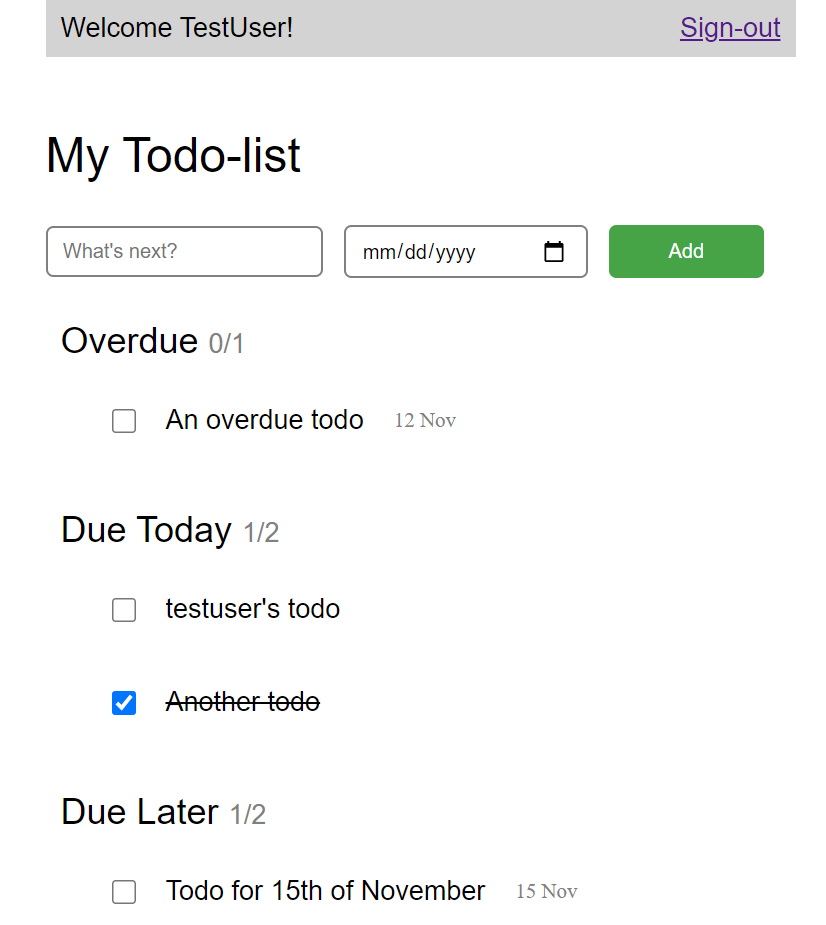 Welcome TestUser! Sign-out
My Todo-list
What's next? mm/dd/yyyy Add
Overdue 0/1
An overdue todo 12 Nov
Due Today 1/2
testuser's todo
Another todo
Due Later 1/2
Todo for 15th of November 15 Nov